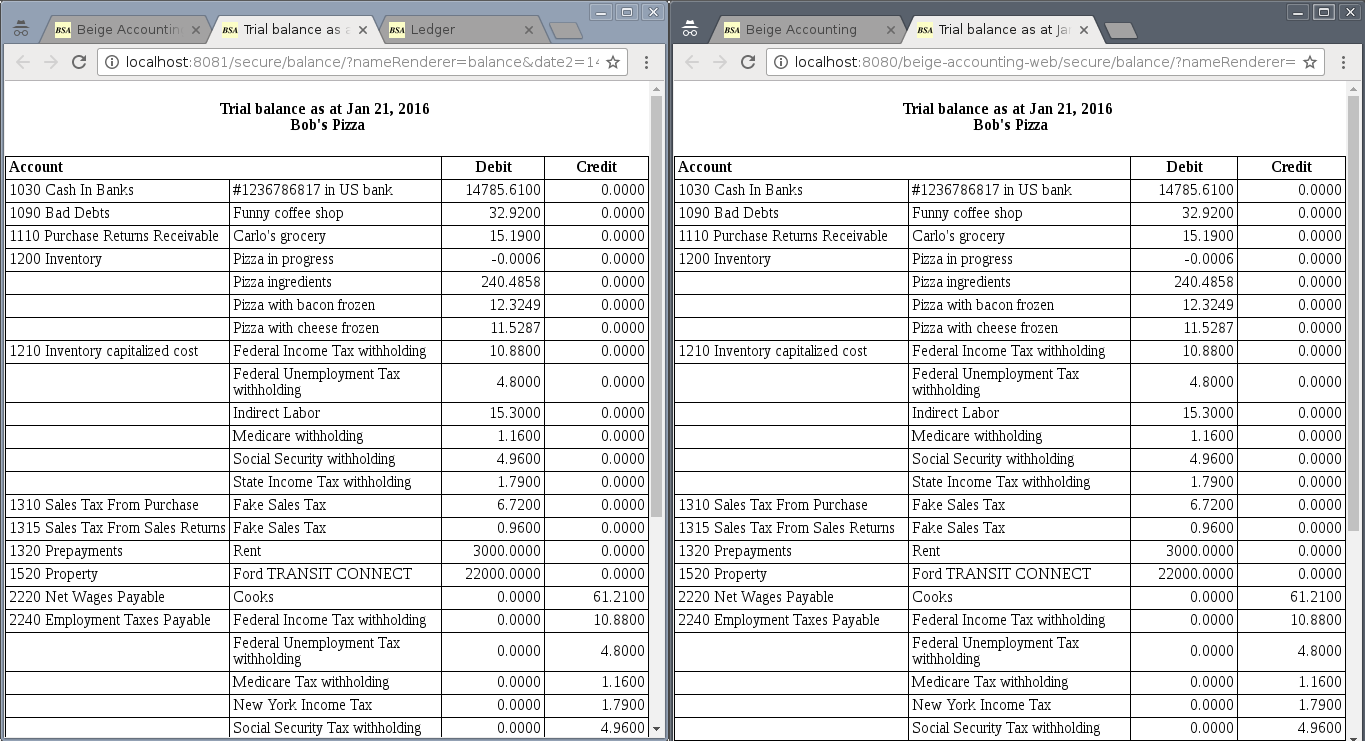 BSA Beige Accountin
BSA Trial balance as a
BSA Ledger
localhost:8081/secure/balance/?nameRenderer=balance&date2=14
Trial balance as at Jan 21, 2016
Bob's Pizza
Account Debit Credit
1030 Cash In Banks #1236786817 in US bank 14785.6100 0.0000
1090 Bad Debts Funny coffee shop 32.9200 0.0000
1110 Purchase Returns Receivable Carlo's grocery 15.1900 0.0000
1200 Inventory Pizza in progress -0.0006 0.0000
Pizza ingredients 240.4858 0.0000
Pizza with bacon frozen 12.3249 0.0000
Pizza with cheese frozen 11.5287 0.0000
1210 Inventory capitalized cost Federal Income Tax withholding 10.8800 0.0000
Federal Unemployment Tax
withholding 4.8000 0.0000
Indirect Labor 15.3000 0.0000
Medicare withholding 1.1600 0.0000
Social Security withholding 4.9600 0.0000
State Income Tax withholding 1.7900 0.0000
1310 Sales Tax From Purchase Fake Sales Tax 6.7200 0.0000
1315 Sales Tax From Sales Returns Fake Sales Tax 0.9600 0.0000
1320 Prepayments Rent 3000.0000 0.0000
1520 Property Ford TRANSIT CONNECT 22000.0000 0.0000
2220 Net Wages Payable Cooks 0.0000 61.2100
2240 Employment Taxes Payable Federal Income Tax withholding 0.0000 10.8800
Federal Unemployment Tax
withholding 0.0000 4.8000
Medicare Tax withholding 0.0000 1.1600
New York Income Tax 0.0000 1.7900
Social Security Tax withholding 0.0000 4.9600
BSA Beige Accounting
BSA Trial balance as at Ja
localhost:8080/beige-accounting-web/secure/balance/?nameRenderer=
Trial balance as at Jan 21, 2016
Bob's Pizza
Account Debit Credit
1030 Cash In Banks #1236786817 in US bank 14785.6100 0.0000
1090 Bad Debts Funny coffee shop 32.9200 0.0000
1110 Purchase Returns Receivable Carlo's grocery 15.1900 0.0000
1200 Inventory Pizza in progress -0.0006 0.0000
Pizza ingredients 240.4858 0.0000
Pizza with bacon frozen 12.3249 0.0000
Pizza with cheese frozen 11.5287 0.0000
1210 Inventory capitalized cost Federal Income Tax withholding 10.8800 0.0000
Federal Unemployment Tax
withholding 4.8000 0.0000
Indirect Labor 15.3000 0.0000
Medicare withholding 1.1600 0.0000
Social Security withholding 4.9600 0.0000
State Income Tax withholding 1.7900 0.0000
1310 Sales Tax From Purchase Fake Sales Tax 6.7200 0.0000
1315 Sales Tax From Sales Returns Fake Sales Tax 0.9600 0.0000
1320 Prepayments Rent 3000.0000 0.0000
1520 Property Ford TRANSIT CONNECT 22000.0000 0.0000
2220 Net Wages Payable Cooks 0.0000 61.2100
2240 Employment Taxes Payable Federal Income Tax withholding 0.0000 10.8800
Federal Unemployment Tax
withholding 0.0000 4.8000
Medicare Tax withholding 0.0000 1.1600
New York Income Tax 0.0000 1.7900
Social Security Tax withholding 0.0000 4.9600